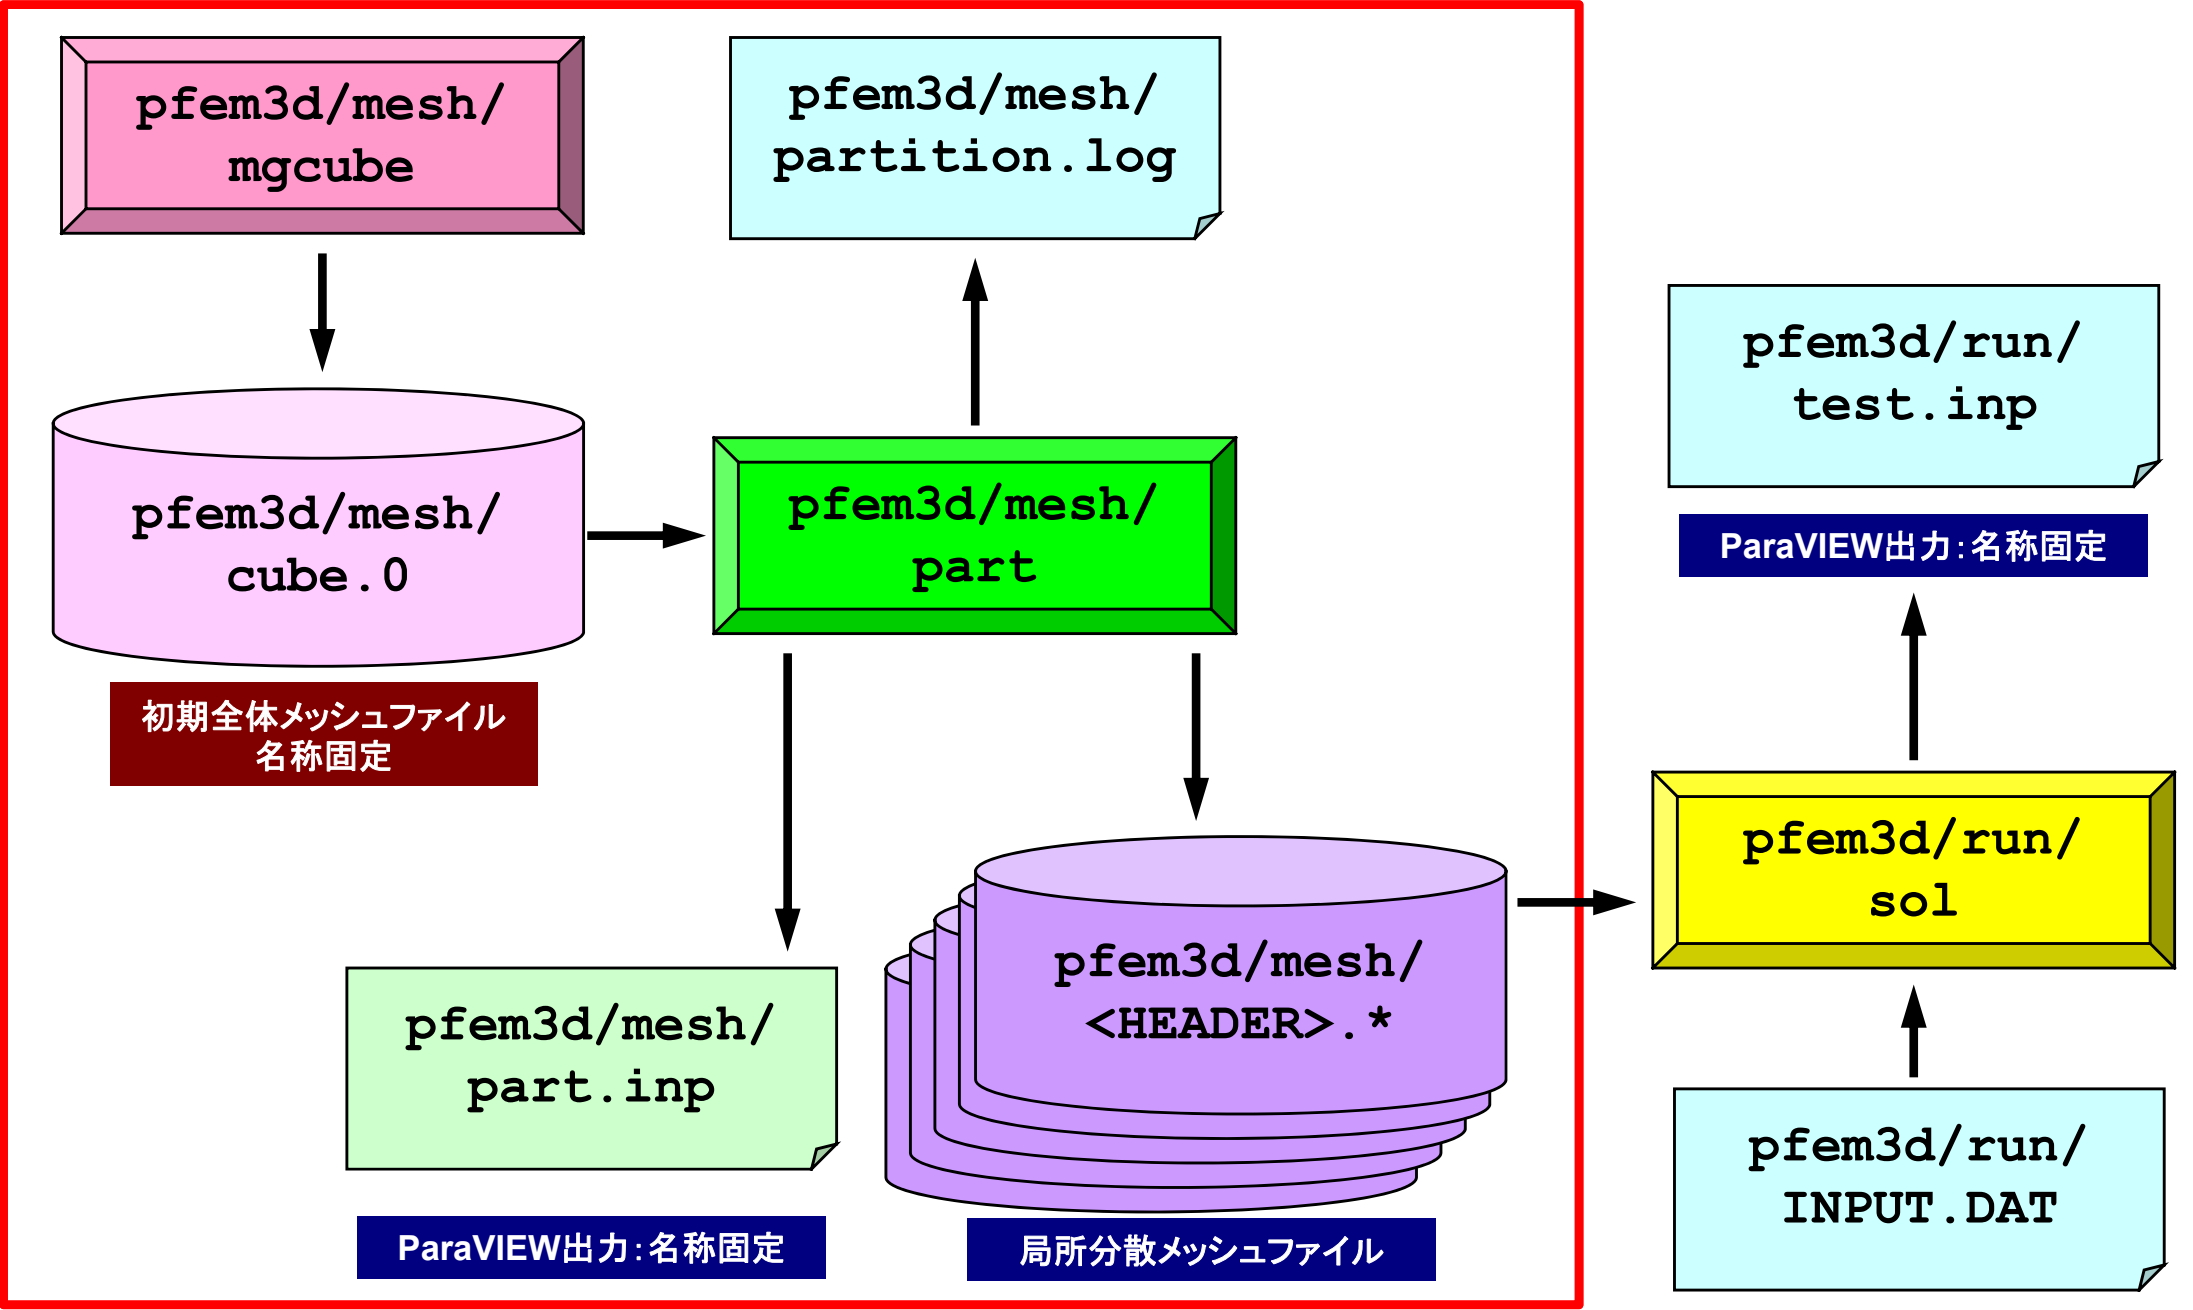 pfem3d/mesh/
mgcube
pfem3d/mesh/
partition.log
pfem3d/run/
test.inp
ParaVIEW出力：名称固定
pfem3d/mesh/
cube.0
初期全体メッシュファイル
名称固定
pfem3d/mesh/
part
pfem3d/run/
sol
pfem3d/mesh/
part.inp
ParaVIEW出力：名称固定
pfem3d/mesh/
<HEADER>.*
局所分散メッシュファイル
pfem3d/run/
INPUT.DAT